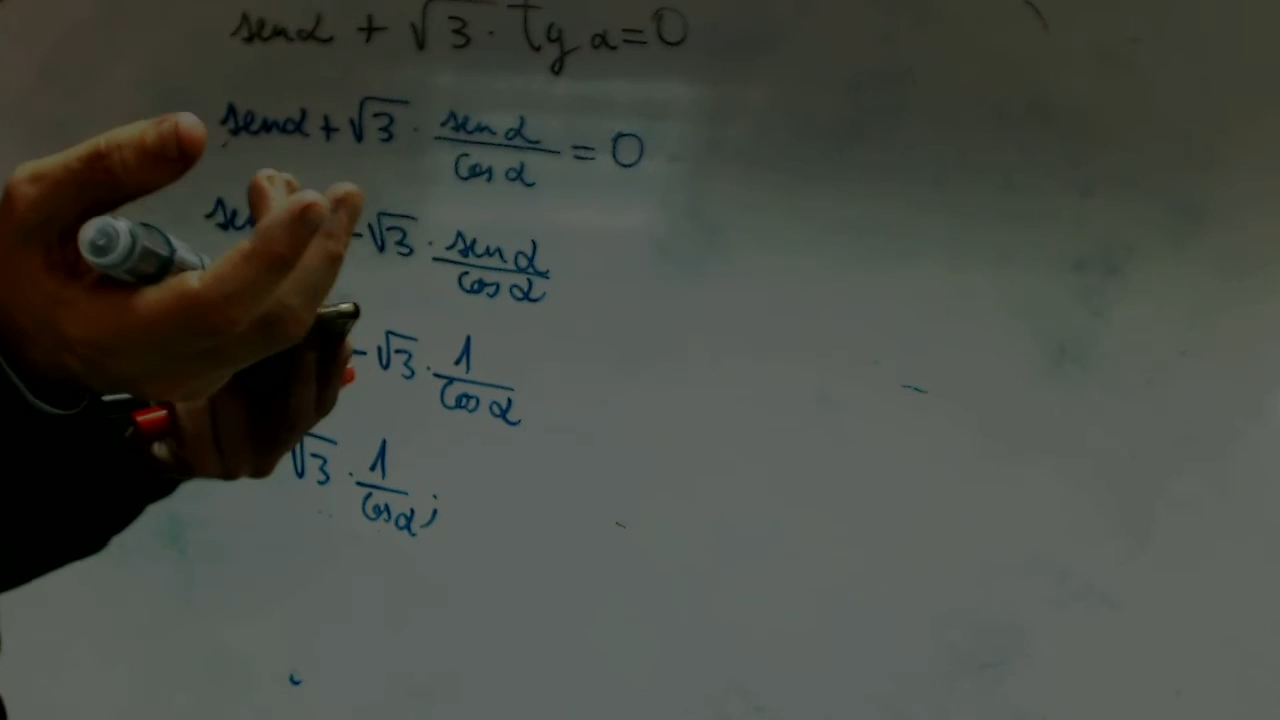 senα + √3 · tg α = 0
senα + √3 · senα/cosα = 0
-√3 · senα/cosα
-√3 · 1/cosα
√3 · 1/cosα;